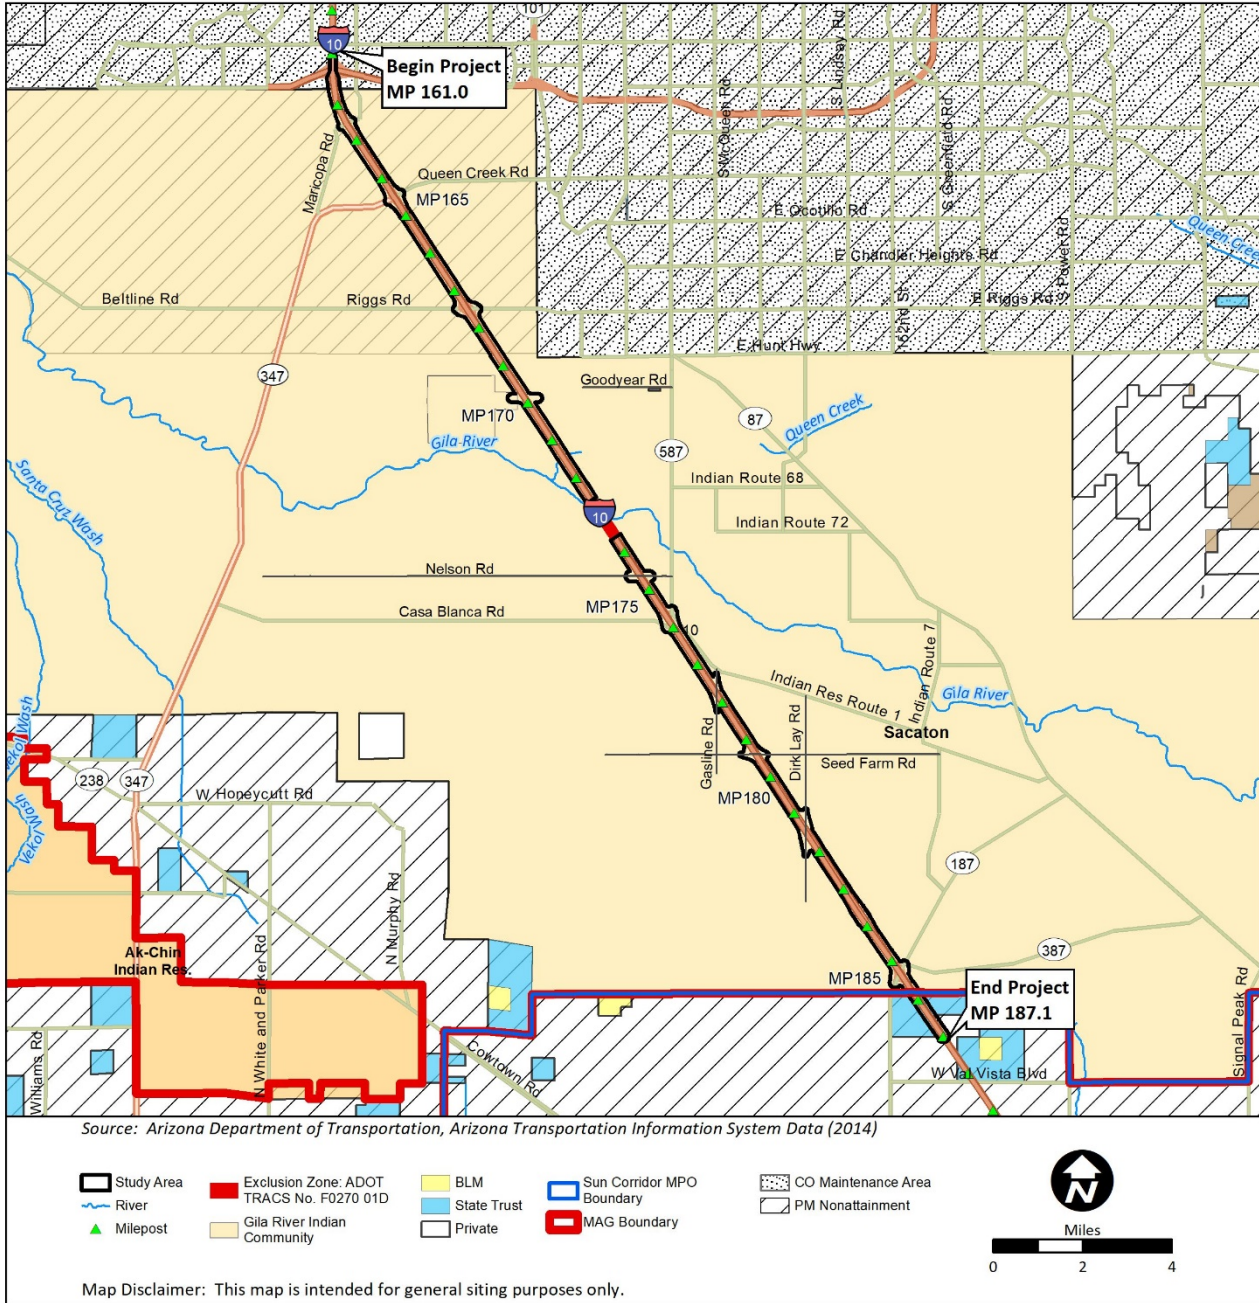 101
10
Begin Project
MP 161.0
S Lindsay Rd
S McQueen Rd
S Greenfield Rd
Maricopa Rd
Queen Creek Rd
MP165
E Ocotillo Rd
Queen Cree
E Chandler Heights Rd
S Power Rd
Beltline Rd
Riggs Rd
E Riggs Rd
162nd St
E Hunt Hwy
347
Goodyear Rd
MP170
87
Queen Creek
Gila River
587
Santa Cruz Wash
Indian Route 68
10
Indian Route 72
Nelson Rd
MP175
Casa Blanca Rd
10
Indian Route 7
Indian Res Route 1
Gila River
Sacaton
Vekol Wash
Gasline Rd
Dirk Lay Rd
Seed Farm Rd
238
347
W Honeycutt Rd
MP180
Vekol Wash
187
N Murphy Rd
Ak-Chin
Indian Res.
N White and Parker Rd
387
MP185
End Project
MP 187.1
Signal Peak Rd
Williams Rd
Cowtown Rd
W Val Vista Blvd
Source: Arizona Department of Transportation, Arizona Transportation Information System Data (2014)
Study Area
River
Milepost
Exclusion Zone: ADOT
TRACS No. F0270 01D
Gila River Indian
Community
BLM
State Trust
Private
Sun Corridor MPO
Boundary
MAG Boundary
CO Maintenance Area
PM Nonattainment
N
Miles
0 2 4
Map Disclaimer: This map is intended for general siting purposes only.